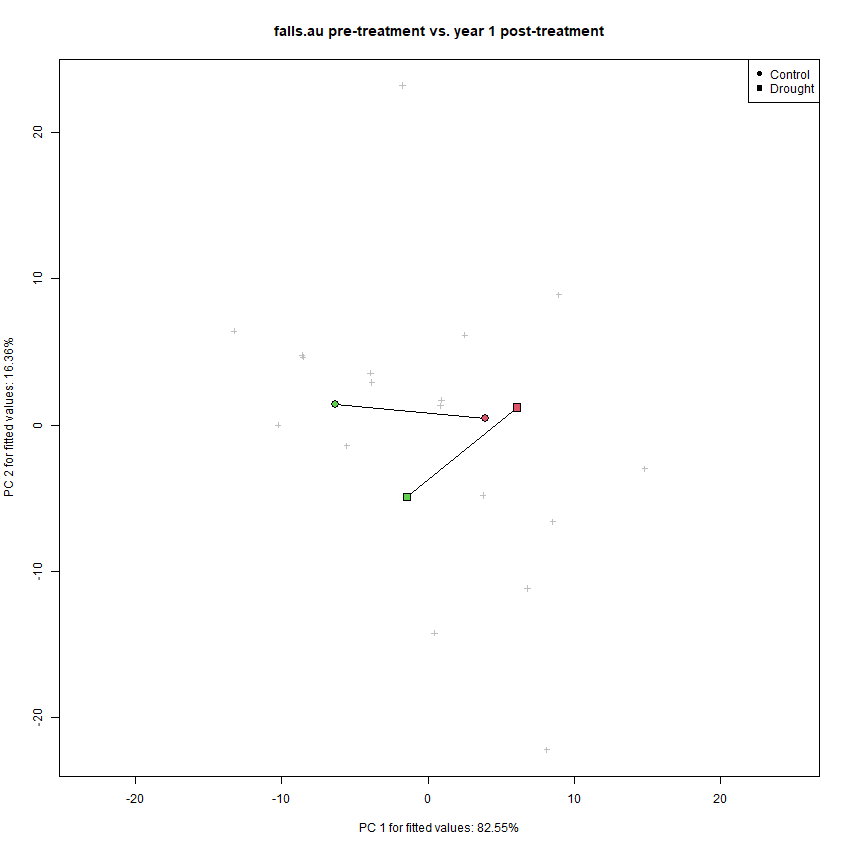 falls.au pre-treatment vs. year 1 post-treatment
Control
Drought
20
10
0
-10
-20
PC 2 for fitted values: 16.36%
-20
-10
0
10
20
PC 1 for fitted values: 82.55%